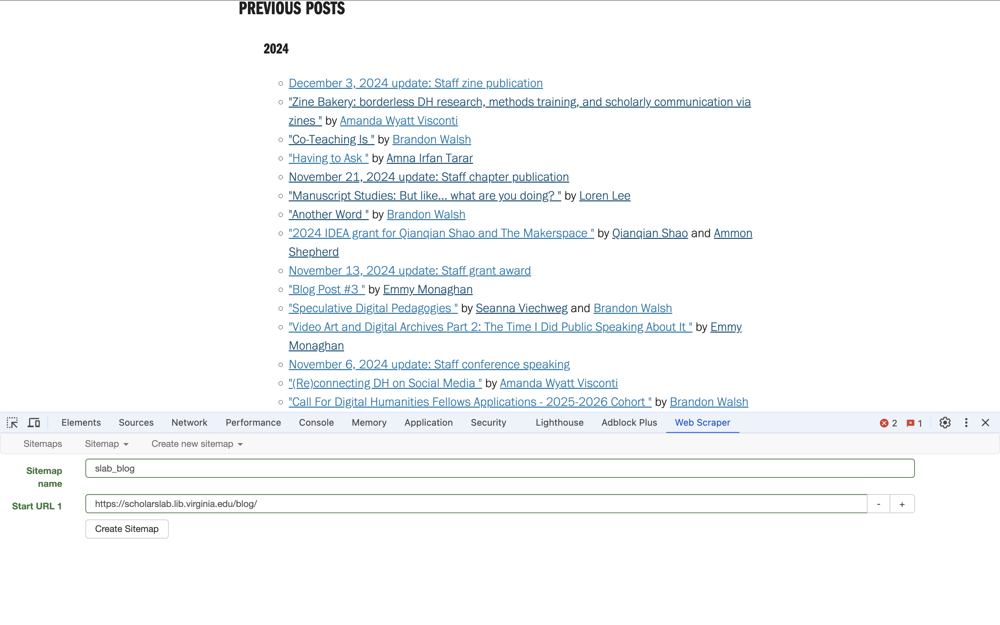 PREVIOUS POSTS
2024
December 3, 2024 update: Staff zine publication
"Zine Bakery: borderless DH research, methods training, and scholarly communication via
zines " by Amanda Wyatt Visconti
"Co-Teaching Is " by Brandon Walsh
"Having to Ask " by Amna Irfan Tarar
November 21, 2024 update: Staff chapter publication
"Manuscript Studies: But like... what are you doing? " by Loren Lee
"Another Word " by Brandon Walsh
"2024 IDEA grant for Qianqian Shao and The Makerspace " by Qianqian Shao and Ammon
Shepherd
November 13, 2024 update: Staff grant award
"Blog Post #3 " by Emmy Monaghan
"Speculative Digital Pedagogies " by Seanna Viechweg and Brandon Walsh
"Video Art and Digital Archives Part 2: The Time I Did Public Speaking About It " by Emmy
Monaghan
November 6, 2024 update: Staff conference speaking
"(Re)connecting DH on Social Media " by Amanda Wyatt Visconti
"Call For Digital Humanities Fellows Applications - 2025-2026 Cohort " by Brandon Walsh
Elements Sources Network Performance Console Memory Application Security Lighthouse Adblock Plus Web Scraper 2 1
Sitemaps Sitemap Create new sitemap
Sitemap name slab_blog
Start URL 1 https://scholarslab.lib.virginia.edu/blog/ - +
Create Sitemap